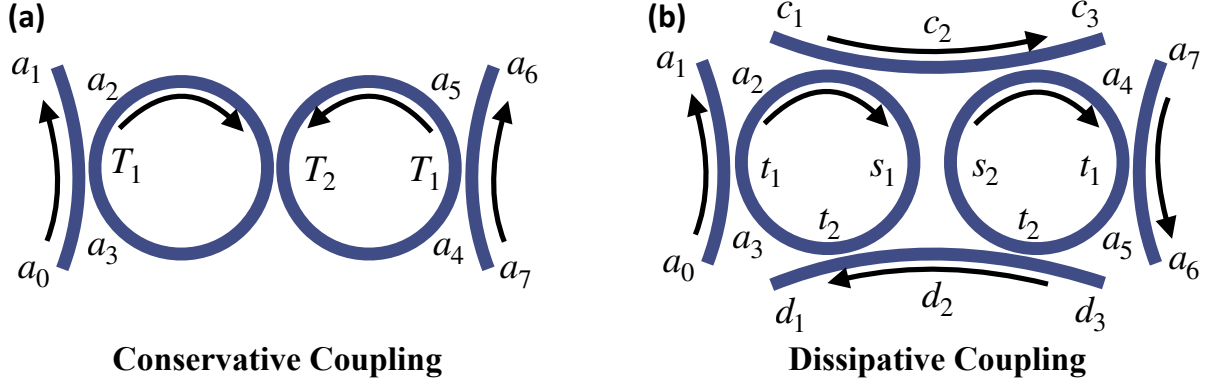 (a)
a1 a2 a5 a6
T1 T2 T1
a0 a3 a4 a7
Conservative Coupling
(b)
c1 c2 c3
a1 a2 a4 a7
t1 s1 s2 t1
t2 t2
a0 a3 a5 a6
d1 d2 d3
Dissipative Coupling